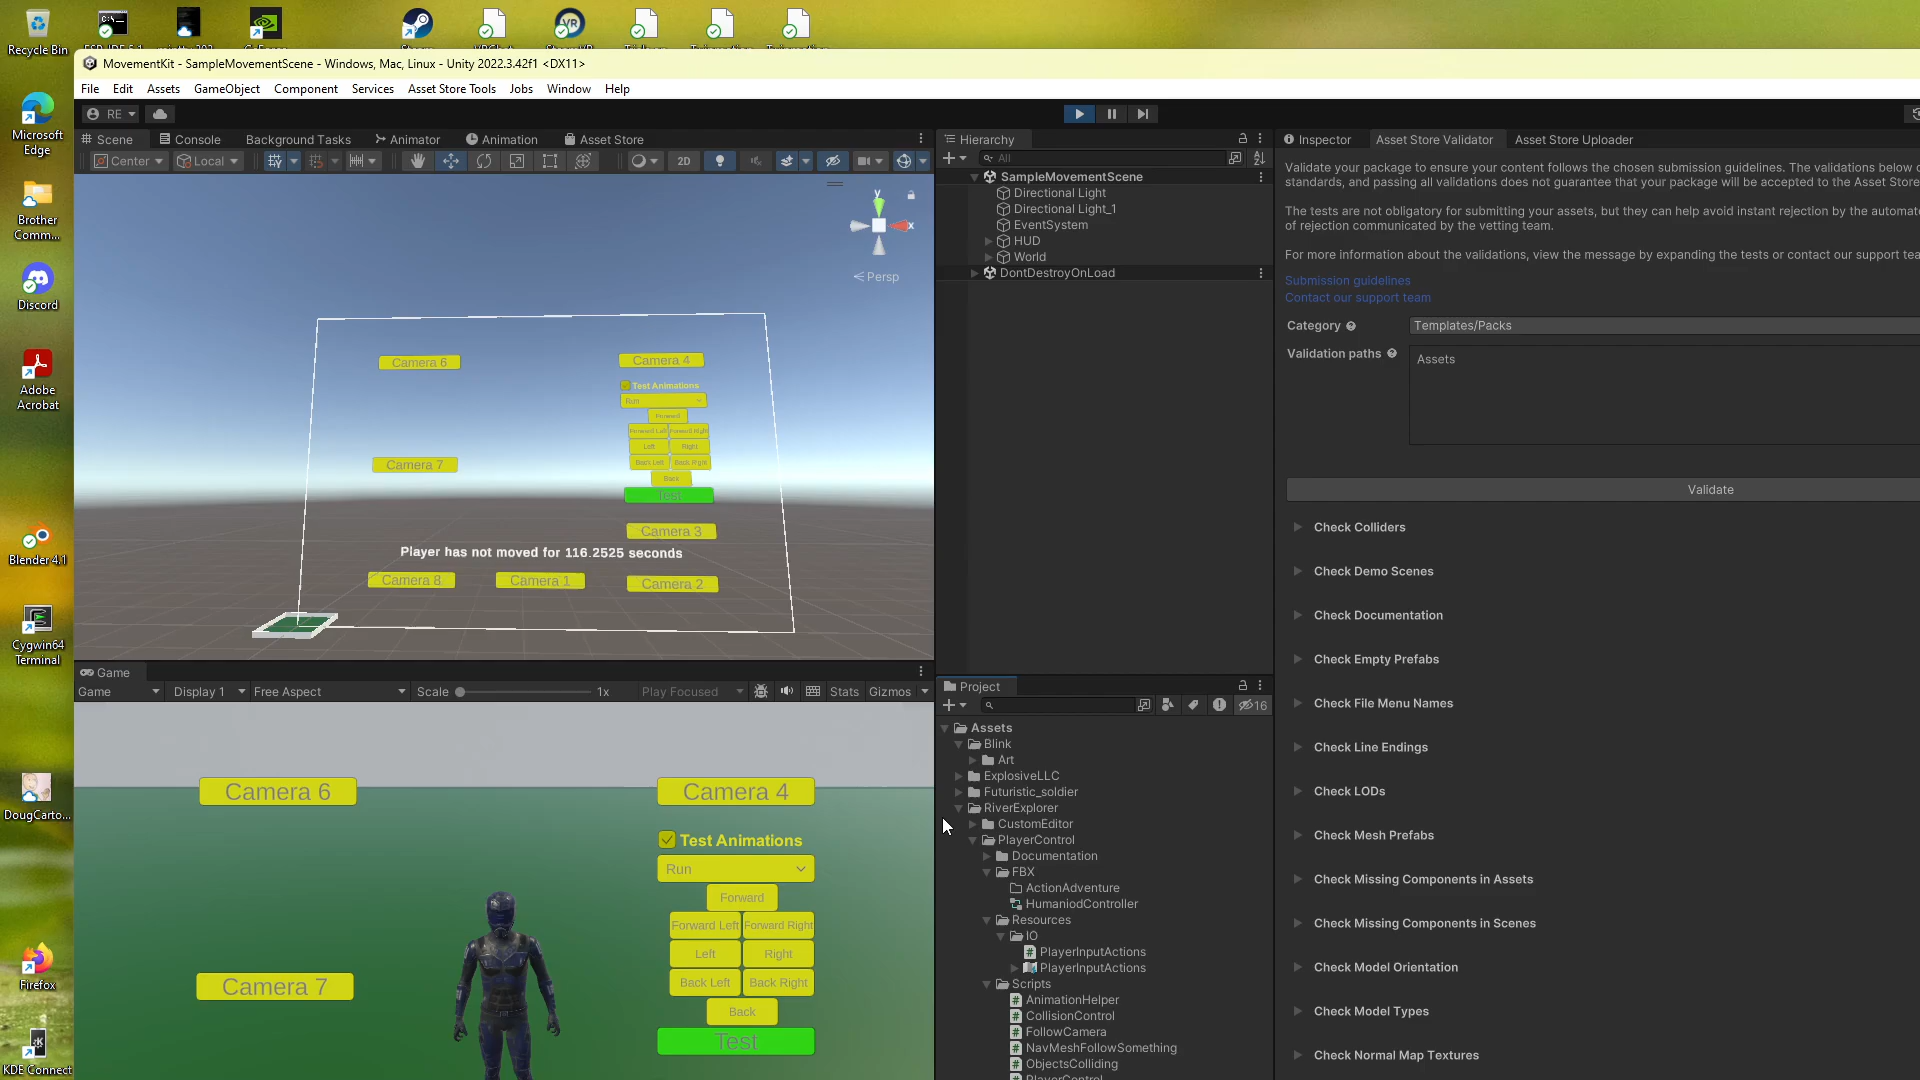 Recycle Bin
MovementKit - SampleMovementScene - Windows, Mac, Linux - Unity 2022.3.42f1 <DX11>
File Edit Assets GameObject Component Services Asset Store Tools Jobs Window Help
RE
Scene Console Background Tasks Animator Animation Asset Store
Center Local 2D
Y
x
Persp
Camera 6 Camera 4
Test Animations
Run
Forward
Forward Left Forward Right
Left Right
Back Left Back Right
Back
Test
Camera 7
Camera 3
Player has not moved for 116.2525 seconds
Camera 8 Camera 1 Camera 2
Game
Game Display 1 Free Aspect Scale 1x Play Focused Stats Gizmos
Camera 6 Camera 4
Test Animations
Run
Forward
Forward Left Forward Right
Left Right
Back Left Back Right
Back
Test
Camera 7
Hierarchy
All
SampleMovementScene
Directional Light
Directional Light_1
EventSystem
HUD
World
DontDestroyOnLoad
Project
16
Assets
Blink
Art
ExplosiveLLC
Futuristic_soldier
RiverExplorer
CustomEditor
PlayerControl
Documentation
FBX
ActionAdventure
HumaniodController
Resources
IO
PlayerInputActions
PlayerInputActions
Scripts
AnimationHelper
CollisionControl
FollowCamera
NavMeshFollowSomething
ObjectsColliding
PlayerControl
Inspector Asset Store Validator Asset Store Uploader
Validate your package to ensure your content follows the chosen submission guidelines. The validations below
standards, and passing all validations does not guarantee that your package will be accepted to the Asset Store
The tests are not obligatory for submitting your assets, but they can help avoid instant rejection by the
of rejection communicated by the vetting team.
For more information about the validations, view the message by expanding the tests or contact our support
Submission guidelines
Contact our support team
Category Templates/Packs
Validation paths Assets
Validate
Check Colliders
Check Demo Scenes
Check Documentation
Check Empty Prefabs
Check File Menu Names
Check Line Endings
Check LODs
Check Mesh Prefabs
Check Missing Components in Assets
Check Missing Components in Scenes
Check Model Orientation
Check Model Types
Check Normal Map Textures
Microsoft
Edge
Brother
Comm...
Discord
Adobe
Acrobat
Blender 4.1
Cygwin64
Terminal
DougCarto...
Firefox
KDE Connect